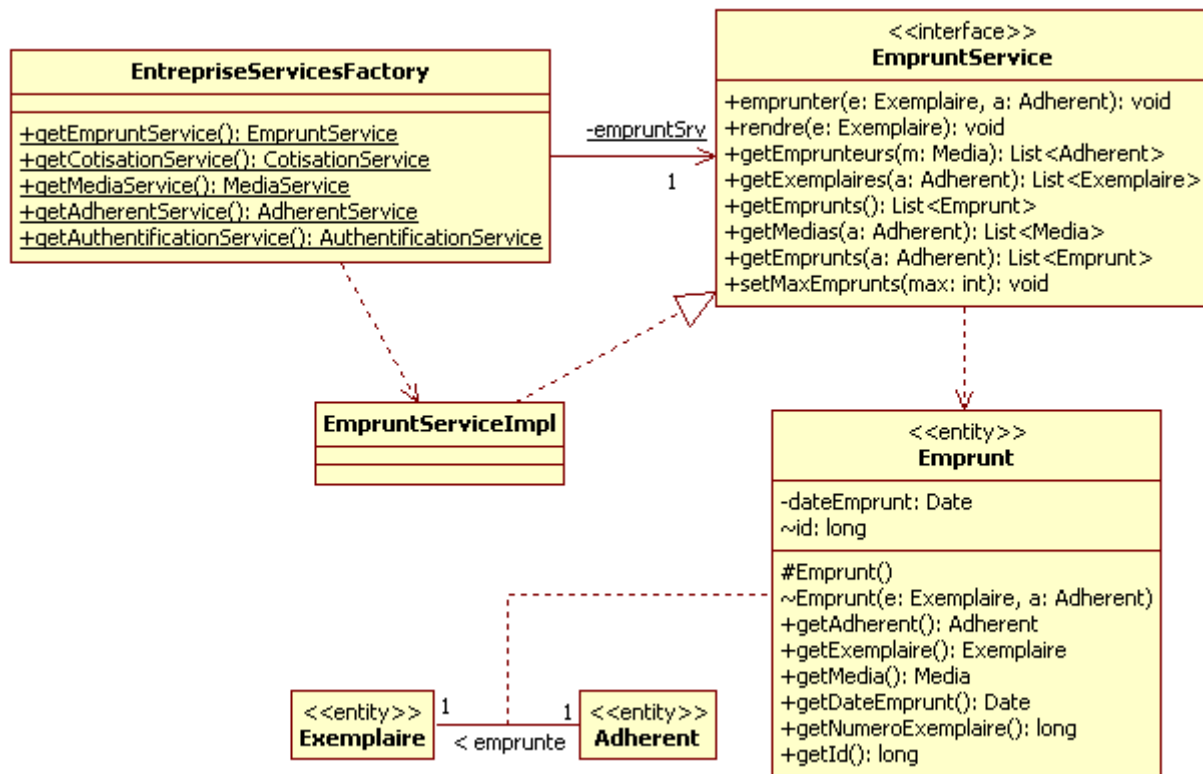 EntrepriseServicesFactory
+getEmpruntService(): EmpruntService
+getCotisationService(): CotisationService
+getMediaService(): MediaService
+getAdherentService(): AdherentService
+getAuthentificationService(): AuthentificationService
-empruntSrv
1
<<interface>>
EmpruntService
+emprunter(e: Exemplaire, a: Adherent): void
+rendre(e: Exemplaire): void
+getEmprunteurs(m: Media): List<Adherent>
+getExemplaires(a: Adherent): List<Exemplaire>
+getEmprunts(): List<Emprunt>
+getMedias(a: Adherent): List<Media>
+getEmprunts(a: Adherent): List<Emprunt>
+setMaxEmprunts(max: int): void
EmpruntServiceImpl
<<entity>>
Emprunt
-dateEmprunt: Date
~id: long
#Emprunt()
~Emprunt(e: Exemplaire, a: Adherent)
+getAdherent(): Adherent
+getExemplaire(): Exemplaire
+getMedia(): Media
+getDateEmprunt(): Date
+getNumeroExemplaire(): long
+getId(): long
<<entity>>
Exemplaire
1
1
< emprunte
<<entity>>
Adherent